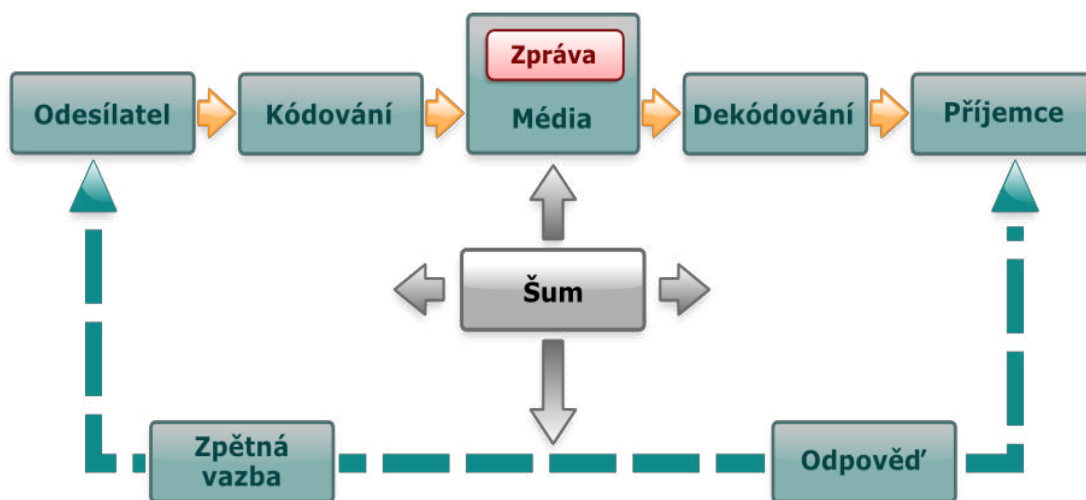 Zpráva
Odesílatel
Kódování
Média
Dekódování
Příjemce
Šum
Zpětná
vazba
Odpověď